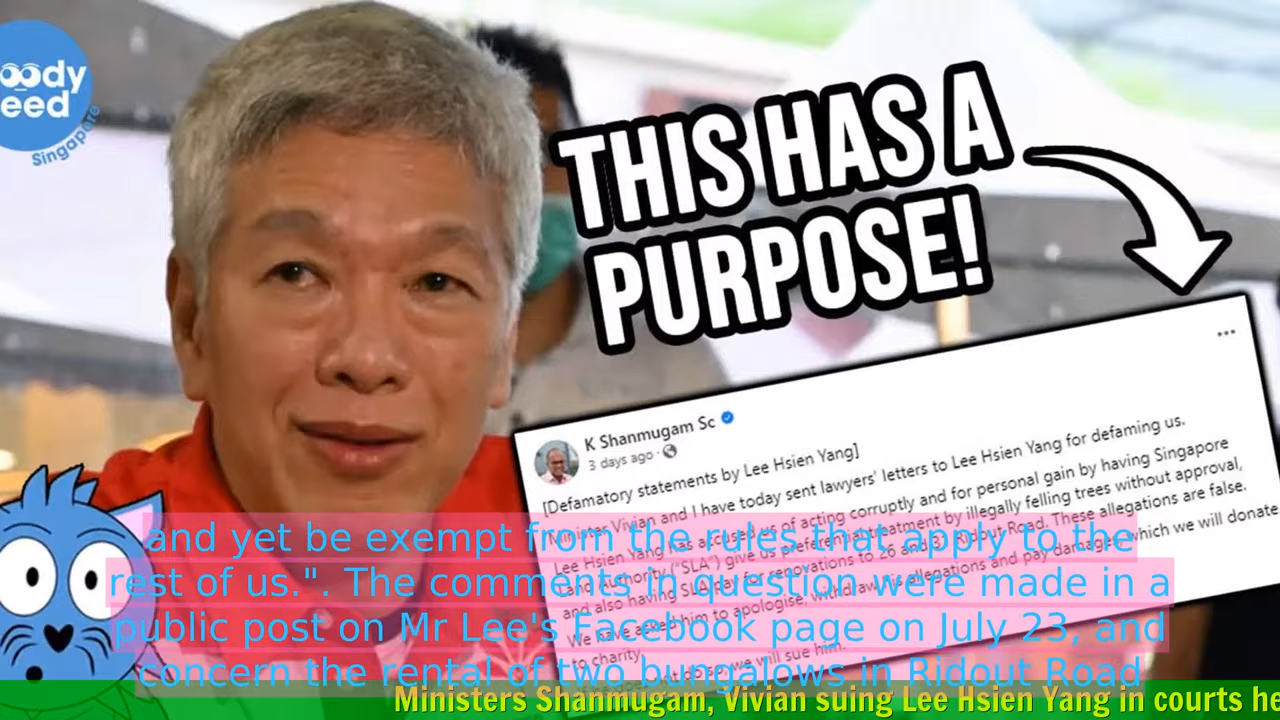 oody
eed
Singapore
THIS HAS A
PURPOSE!
K Shanmugam Sc
3 days ago
[Defamatory statements by Lee Hsien Yang]
Minister Vivian and I have today sent lawyers' letters to Lee Hsien Yang for defaming us.
Lee Hsien Yang has accused us of acting corruptly and for personal gain by having Singapore
Land Authority ("SLA") give us preferential treatment by illegally felling trees without approval,
and also having SLA pay for renovations to 26 and 31 Ridout Road. These allegations are false.
We have asked him to apologise, withdraw his allegations and pay damages which we will donate
to charity.
so, we will sue him.
and yet be exempt from the rules that apply to the
rest of us.". The comments in question were made in a
public post on Mr Lee's Facebook page on July 23, and
concern the rental of two bungalows in Ridout Road
Ministers Shanmugam, Vivian suing Lee Hsien Yang in courts he